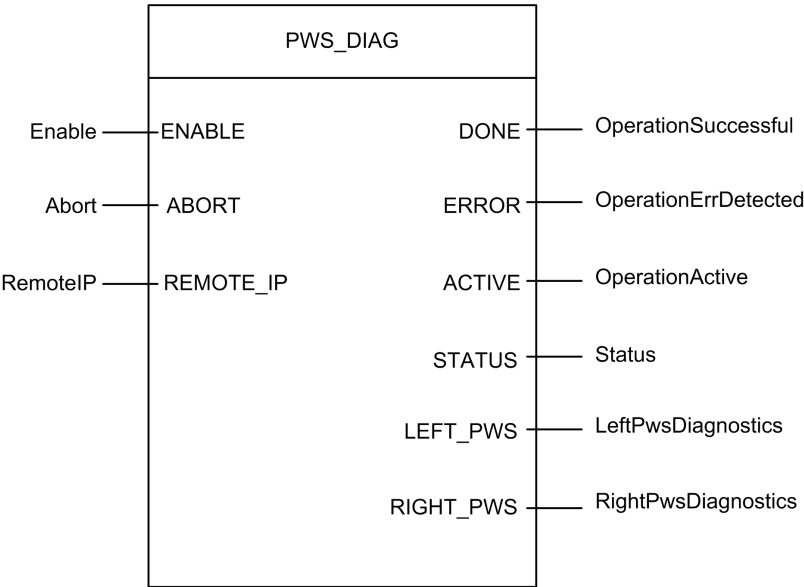 PWS_DIAG
Enable ENABLE DONE OperationSuccessful
Abort ABORT ERROR OperationErrDetected
RemoteIP REMOTE_IP ACTIVE OperationActive
STATUS Status
LEFT_PWS LeftPwsDiagnostics
RIGHT_PWS RightPwsDiagnostics